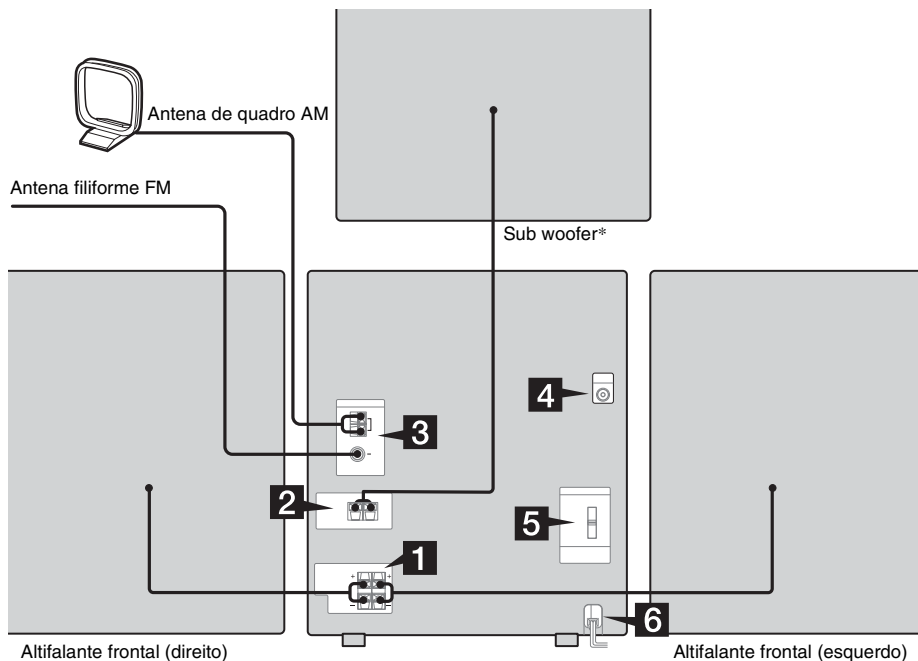 Antena de quadro AM
Antena filiforme FM
Sub woofer*
4
3
2
5
1
6
+ +
– –
Altifalante frontal (direito)
Altifalante frontal (esquerdo)